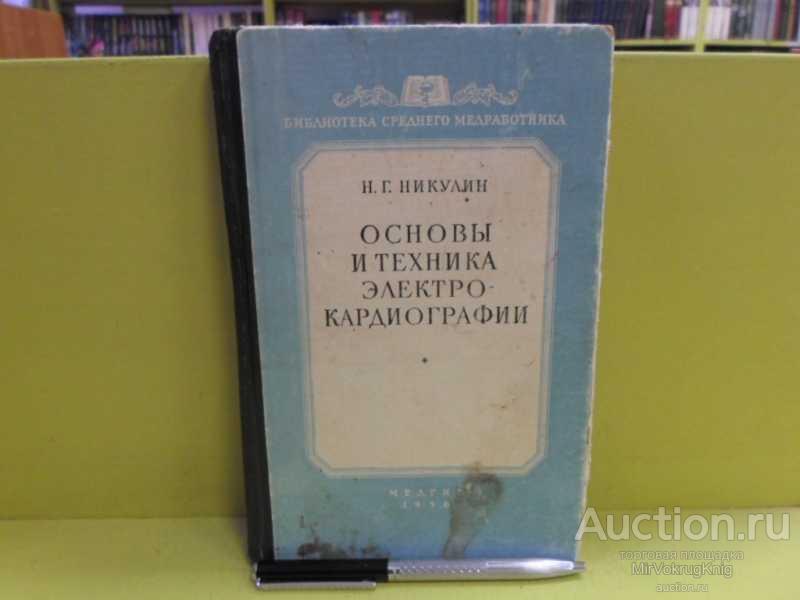 БИБЛИОТЕКА СРЕДНЕГО МЕДРАБОТНИКА
Н. Г. НИКУЛИН
ОСНОВЫ
И ТЕХНИКА
ЭЛЕКТРО-
КАРДИОГРАФИИ
Auction.ru
торговая площадка
MirVokrugKnig
auction.ru